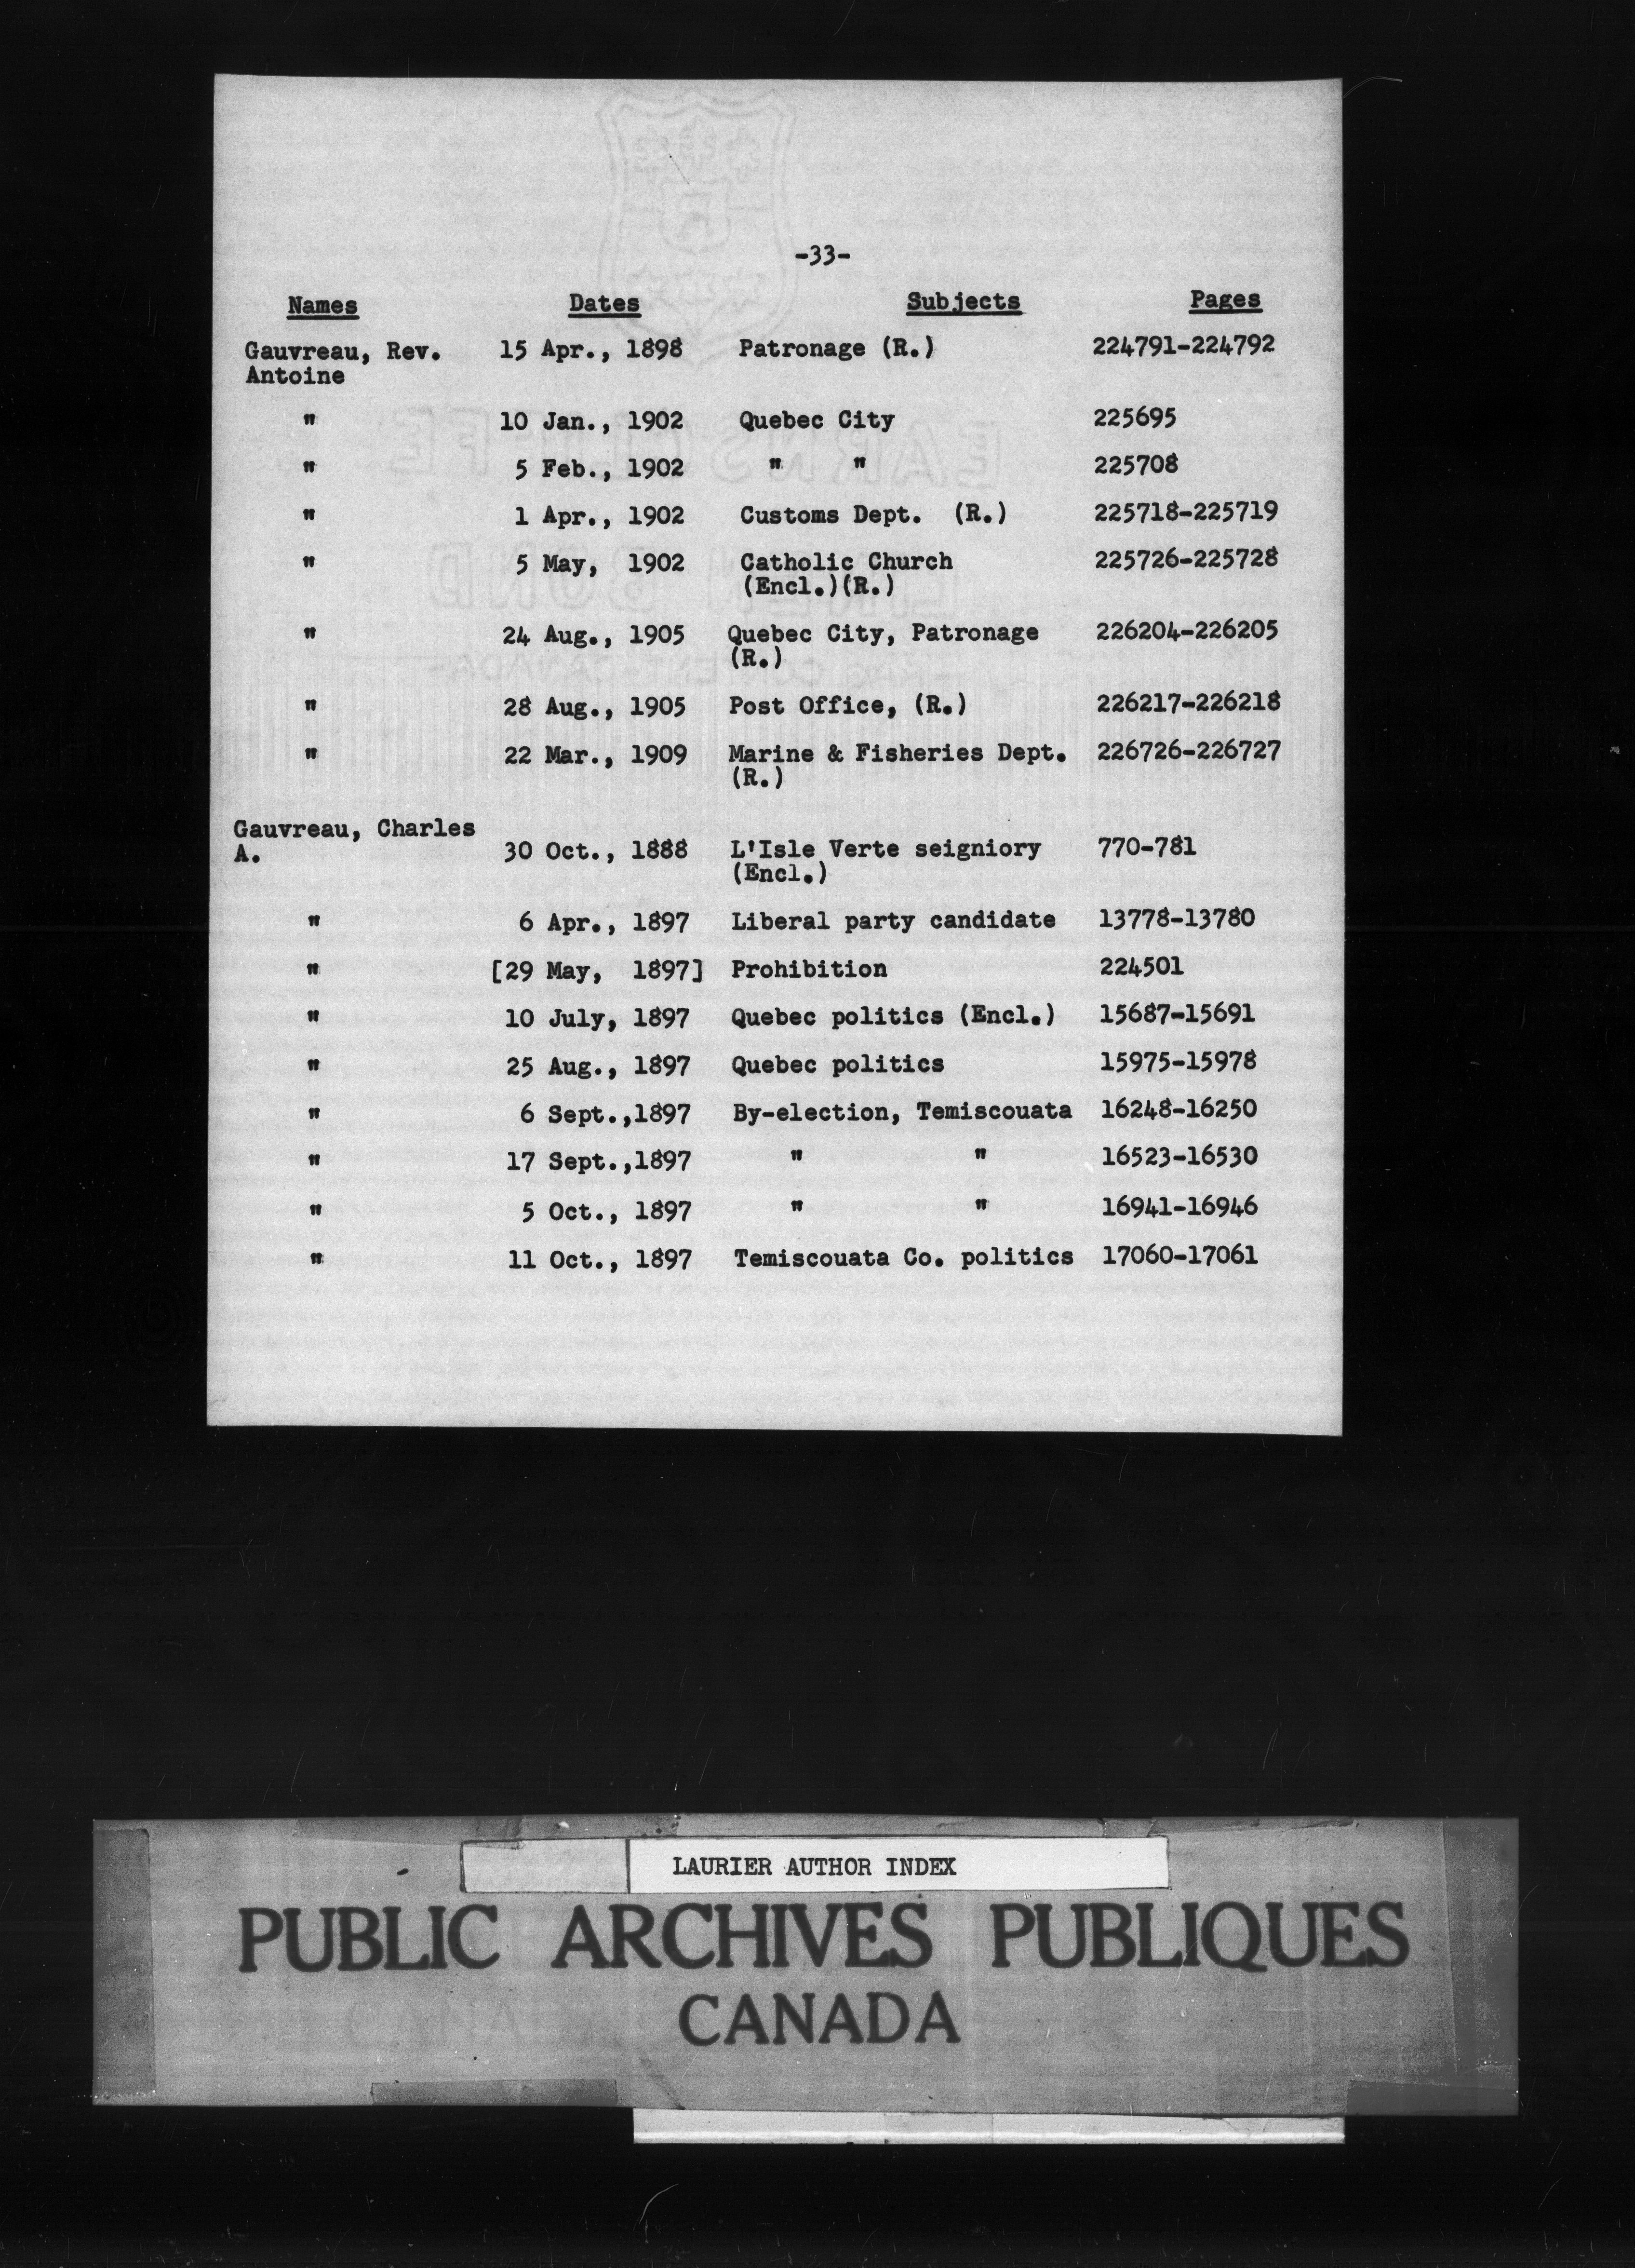 -33-
Names Dates Subjects Pages
Gauvreau, Rev. 15 Apr., 1898 Patronage (R.) 224791-224792
Antoine
" 10 Jan., 1902 Quebec City 225695
" 5 Feb., 1902 " " 225708
" 1 Apr., 1902 Customs Dept. (R.) 225718-225719
" 5 May, 1902 Catholic Church 225726-225728
(Encl.)(R.)
" 24 Aug., 1905 Quebec City, Patronage 226204-226205
(R.)
" 28 Aug., 1905 Post Office, (R.) 226217-226218
" 22 Mar., 1909 Marine & Fisheries Dept. 226726-226727
(R.)
Gauvreau, Charles
A. 30 Oct., 1888 L'Isle Verte seigniory 770-781
(Encl.)
" 6 Apr., 1897 Liberal party candidate 13778-13780
" [29 May, 1897] Prohibition 224501
" 10 July, 1897 Quebec politics (Encl.) 15687-15691
" 25 Aug., 1897 Quebec politics 15975-15978
" 6 Sept.,1897 By-election, Temiscouata 16248-16250
" 17 Sept.,1897 " " 16523-16530
" 5 Oct., 1897 " " 16941-16946
" 11 Oct., 1897 Temiscouata Co. politics 17060-17061
LAURIER AUTHOR INDEX
PUBLIC ARCHIVES PUBLIQUES
CANADA